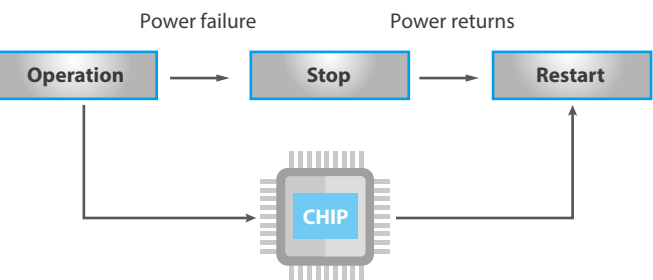 Power failure
Power returns
Operation
Stop
Restart
CHIP